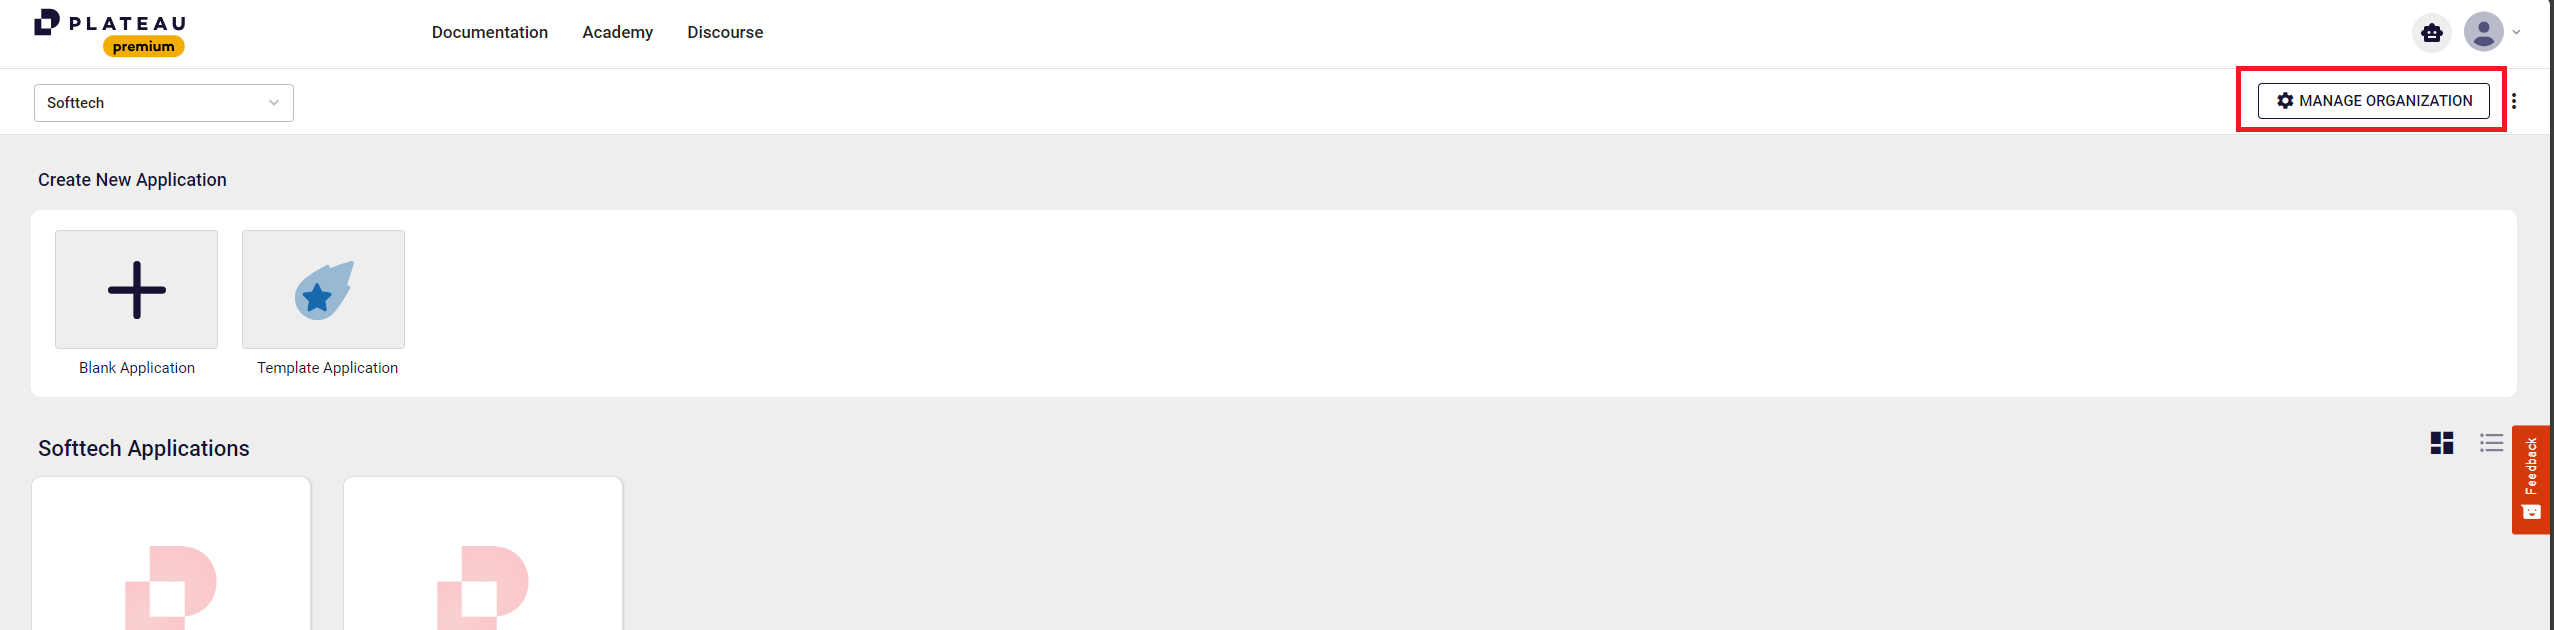 PLATEAU
premium
Documentation Academy Discourse
Softtech
MANAGE ORGANIZATION
Create New Application
Blank Application Template Application
Softtech Applications
Feedback